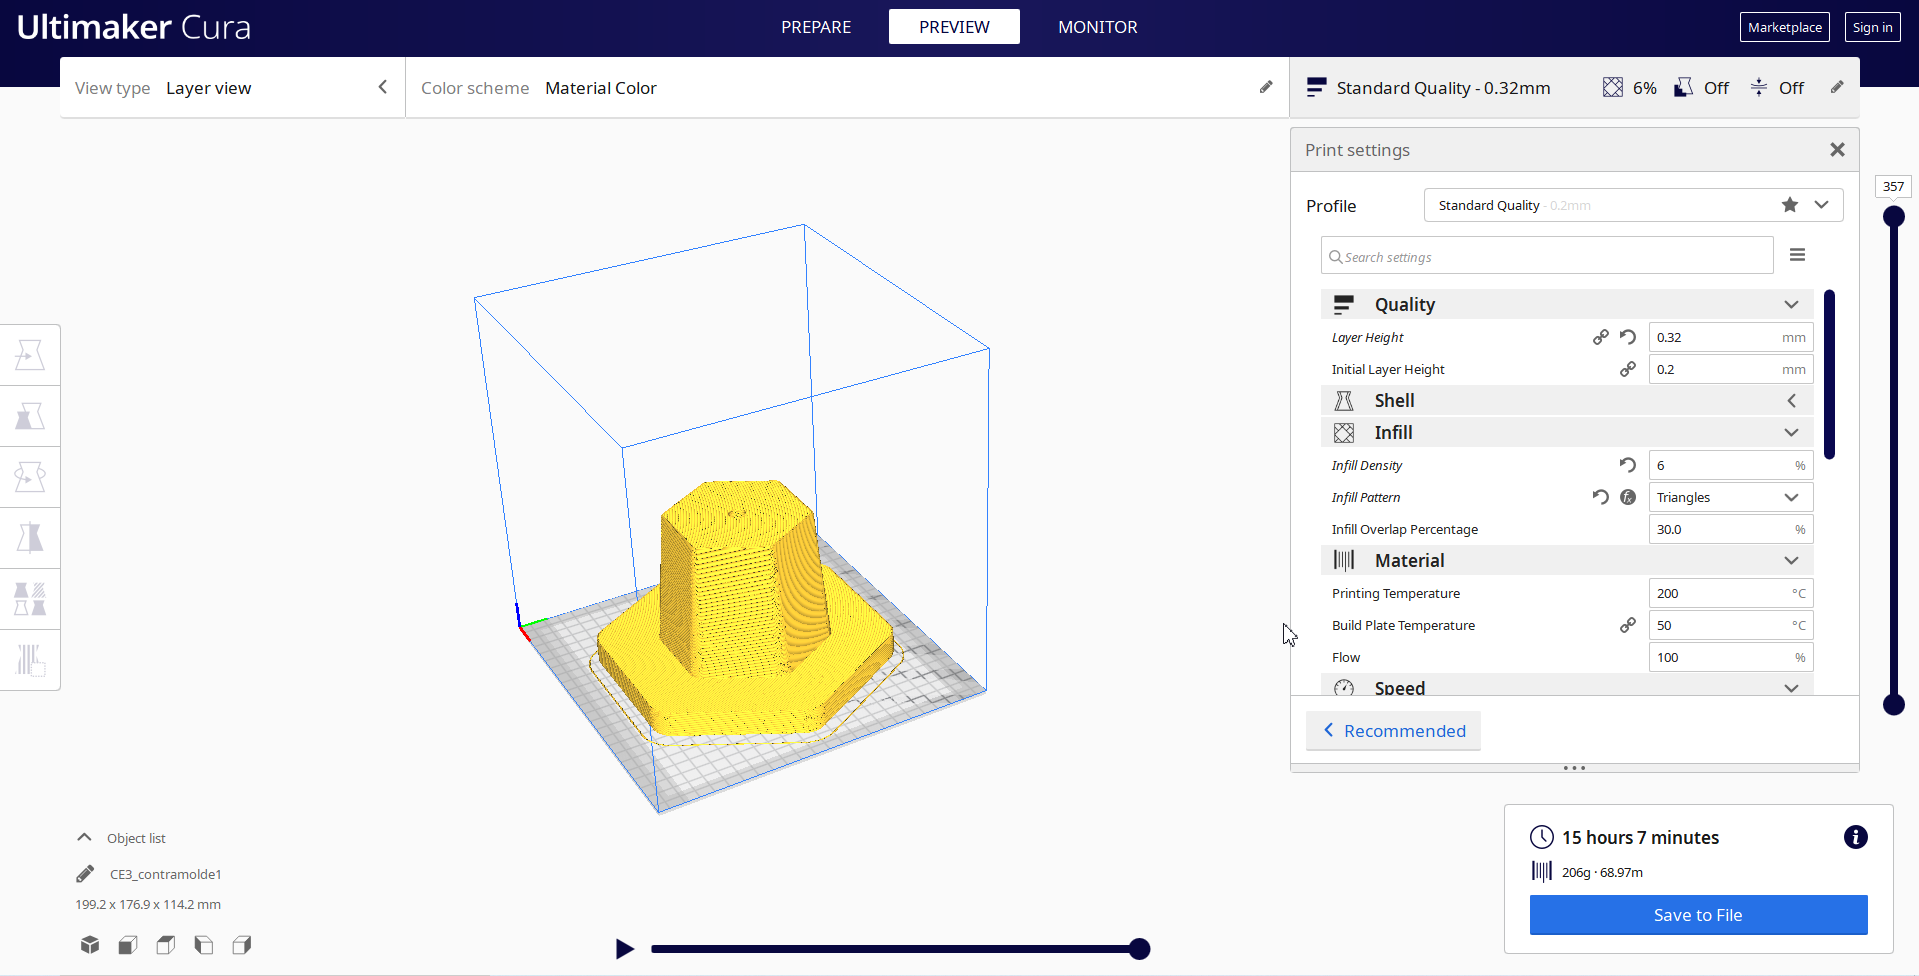 Ultimaker Cura
PREPARE
PREVIEW
MONITOR
Marketplace
Sign in
View type Layer view
Color scheme Material Color
Standard Quality - 0.32mm
6%
Off
Off
Print settings
357
Profile
Standard Quality - 0.2mm
Search settings
Quality
Layer Height 0.32 mm
Initial Layer Height 0.2 mm
Shell
Infill
Infill Density 6 %
Infill Pattern Triangles
Infill Overlap Percentage 30.0 %
Material
Printing Temperature 200 °C
Build Plate Temperature 50 °C
Flow 100 %
Speed
Recommended
Object list
CE3_contramolde1
199.2 x 176.9 x 114.2 mm
15 hours 7 minutes
206g · 68.97m
Save to File